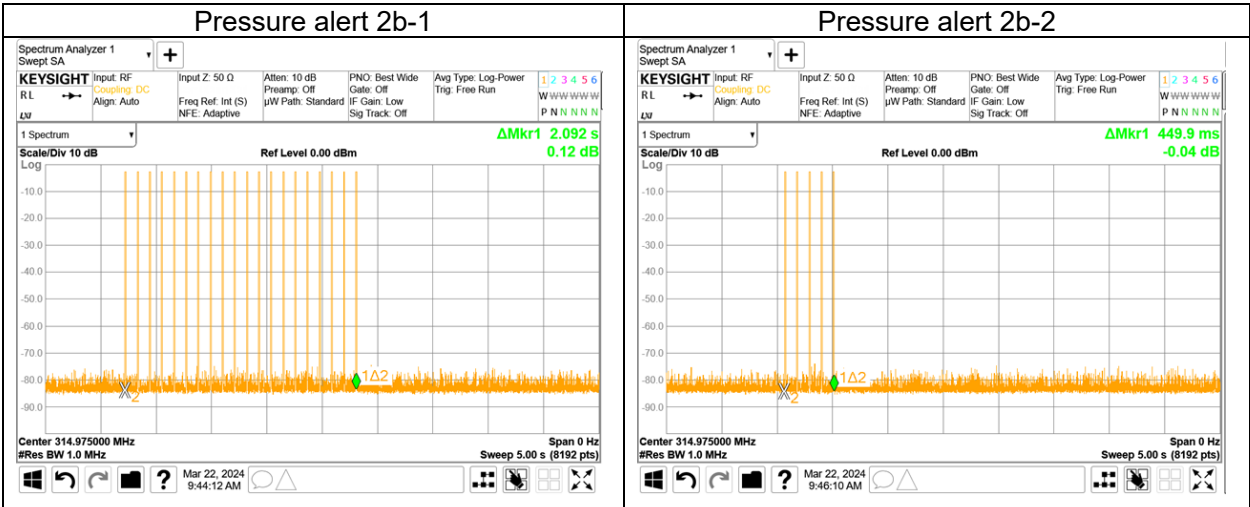 Pressure alert 2b-1
Spectrum Analyzer 1
Swept SA
+
KEYSIGHT Input: RF Input Z: 50 Ω Atten: 10 dB PNO: Best Wide Avg Type: Log-Power 1 2 3 4 5 6
RL Coupling: DC Preamp: Off Gate: Off Trig: Free Run
Align: Auto Freq Ref: Int (S) µW Path: Standard IF Gain: Low W W W W W W
LXI NFE: Adaptive Sig Track: Off P N N N N N
1 Spectrum
ΔMkr1 2.092 s
Scale/Div 10 dB Ref Level 0.00 dBm 0.12 dB
Log
-10.0
-20.0
-30.0
-40.0
-50.0
-60.0
-70.0
-80.0
1Δ2
2
-90.0
Center 314.975000 MHz Span 0 Hz
#Res BW 1.0 MHz Sweep 5.00 s (8192 pts)
? Mar 22, 2024
9:44:12 AM
Pressure alert 2b-2
Spectrum Analyzer 1
Swept SA
+
KEYSIGHT Input: RF Input Z: 50 Ω Atten: 10 dB PNO: Best Wide Avg Type: Log-Power 1 2 3 4 5 6
RL Coupling: DC Preamp: Off Gate: Off Trig: Free Run
Align: Auto Freq Ref: Int (S) µW Path: Standard IF Gain: Low W W W W W W
LXI NFE: Adaptive Sig Track: Off P N N N N N
1 Spectrum
ΔMkr1 449.9 ms
Scale/Div 10 dB Ref Level 0.00 dBm -0.04 dB
Log
-10.0
-20.0
-30.0
-40.0
-50.0
-60.0
-70.0
-80.0
1Δ2
2
-90.0
Center 314.975000 MHz Span 0 Hz
#Res BW 1.0 MHz Sweep 5.00 s (8192 pts)
? Mar 22, 2024
9:46:10 AM